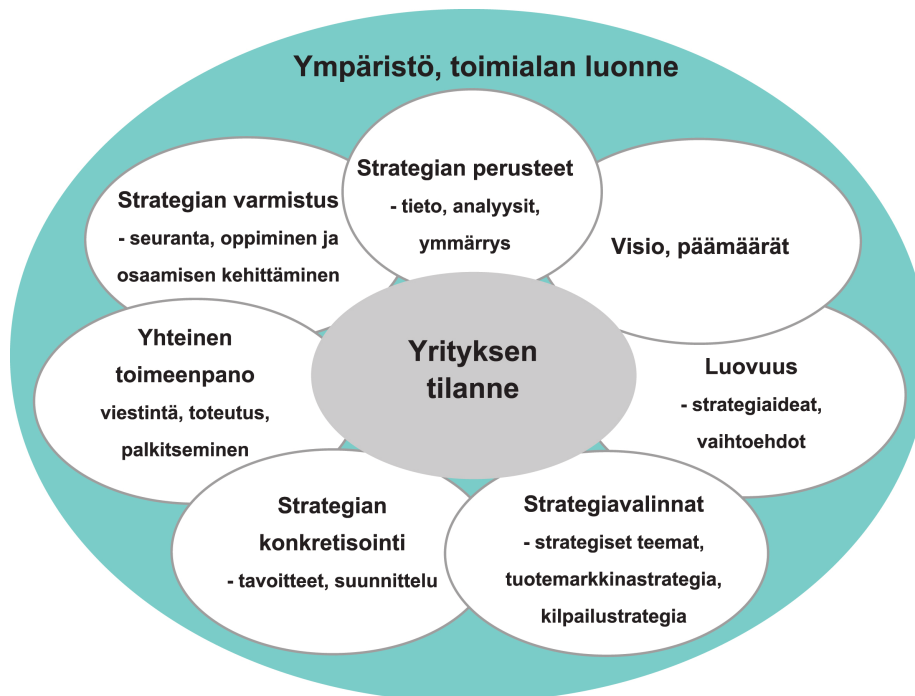 Ympäristö, toimialan luonne
Strategian perusteet
- tieto, analyysit,
ymmärrys
Visio, päämäärät
Luovuus
- strategiaideat,
vaihtoehdot
Strategiavalinnat
- strategiset teemat,
tuotemarkkinastrategia,
kilpailustrategia
Strategian
konkretisointi
- tavoitteet, suunnittelu
Yhteinen
toimeenpano
viestintä, toteutus,
palkitseminen
Strategian varmistus
- seuranta, oppiminen ja
osaamisen kehittäminen
Yrityksen
tilanne